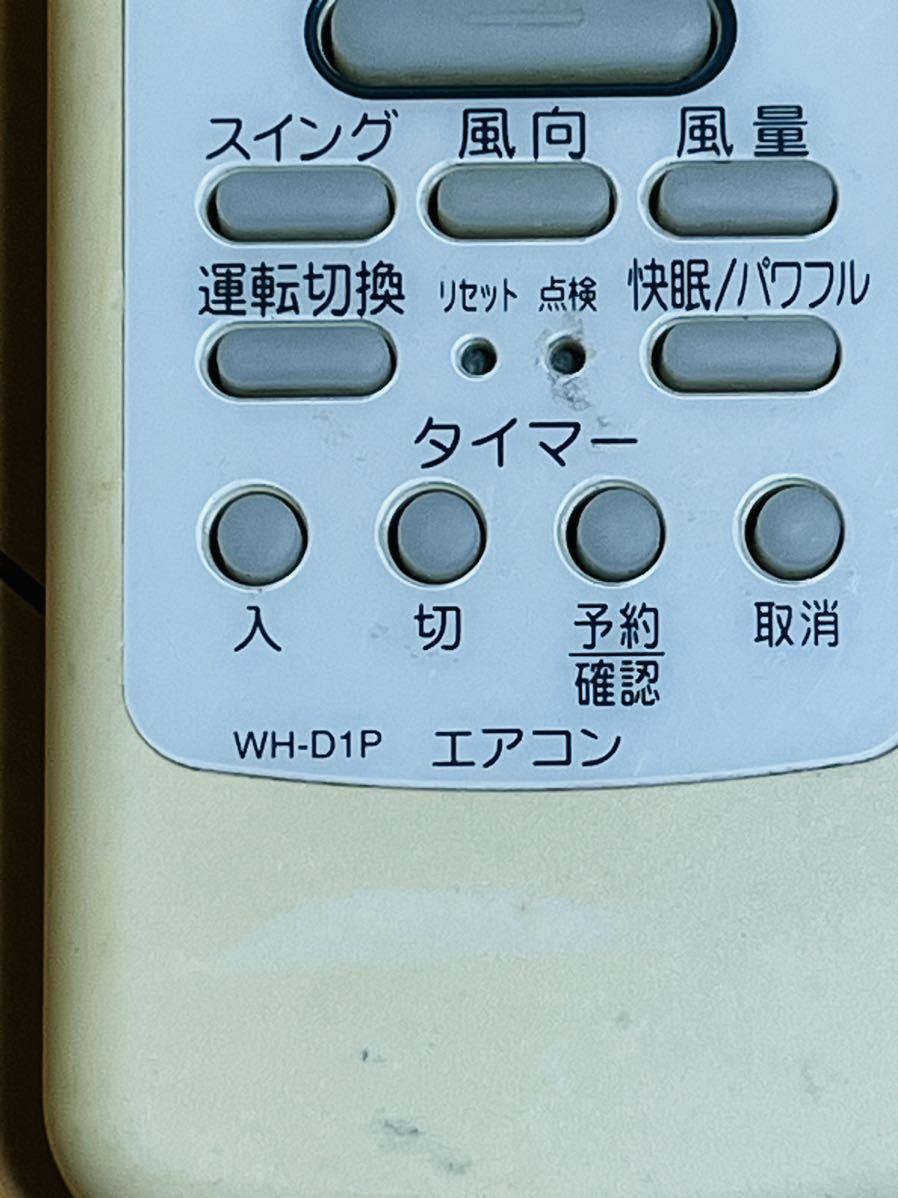 スイング 風向 風量
運転切換 リセット 点検 快眠/パワフル
タイマー
入 切 予約 取消
確認
WH-D1P エアコン